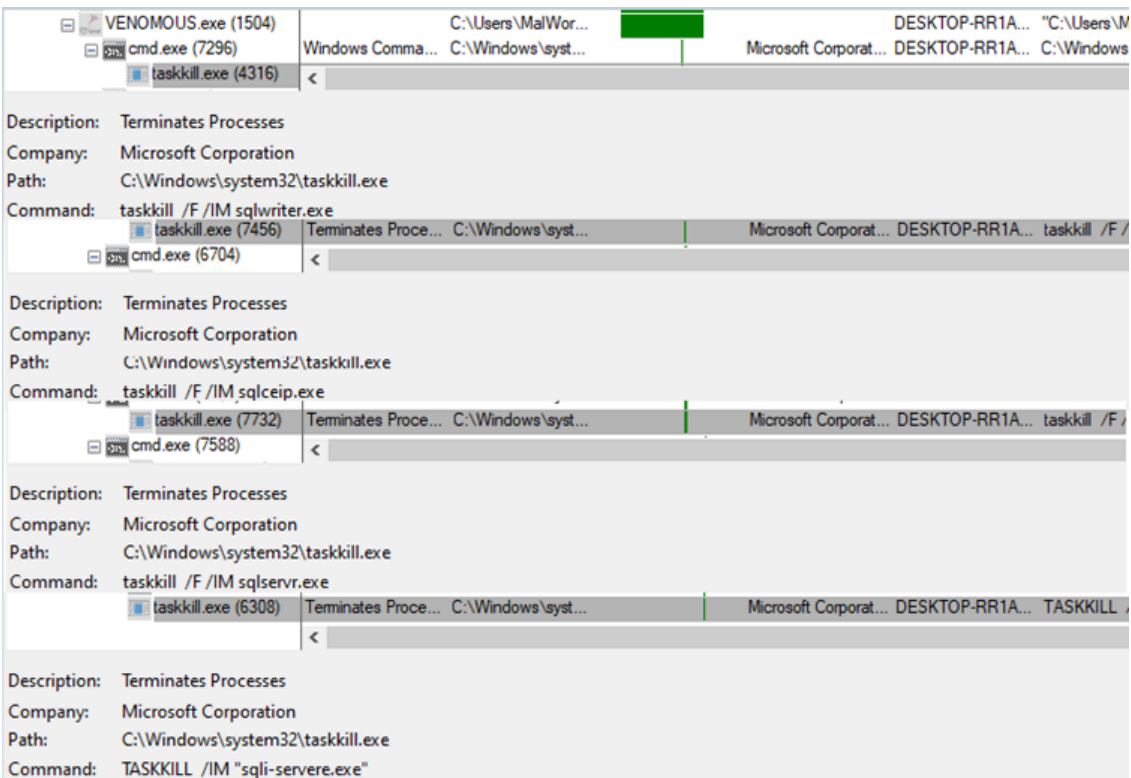 VENOMOUS.exe (1504) C:\Users\MalWor... DESKTOP-RR1A... "C:\Users\M
cmd.exe (7296) Windows Comma... C:\Windows\syst... Microsoft Corporat... DESKTOP-RR1A... C:\Windows
taskkill.exe (4316)
Description: Terminates Processes
Company: Microsoft Corporation
Path: C:\Windows\system32\taskkill.exe
Command: taskkill /F /IM sqlwriter.exe
taskkill.exe (7456) Terminates Proce... C:\Windows\syst... Microsoft Corporat... DESKTOP-RR1A... taskkill /F /
cmd.exe (6704)
Description: Terminates Processes
Company: Microsoft Corporation
Path: C:\Windows\system32\taskkill.exe
Command: taskkill /F /IM sqlceip.exe
taskkill.exe (7732) Terminates Proce... C:\Windows\syst... Microsoft Corporat... DESKTOP-RR1A... taskkill /F /
cmd.exe (7588)
Description: Terminates Processes
Company: Microsoft Corporation
Path: C:\Windows\system32\taskkill.exe
Command: taskkill /F /IM sqlservr.exe
taskkill.exe (6308) Terminates Proce... C:\Windows\syst... Microsoft Corporat... DESKTOP-RR1A... TASKKILL /
Description: Terminates Processes
Company: Microsoft Corporation
Path: C:\Windows\system32\taskkill.exe
Command: TASKKILL /IM "sqli-servere.exe"